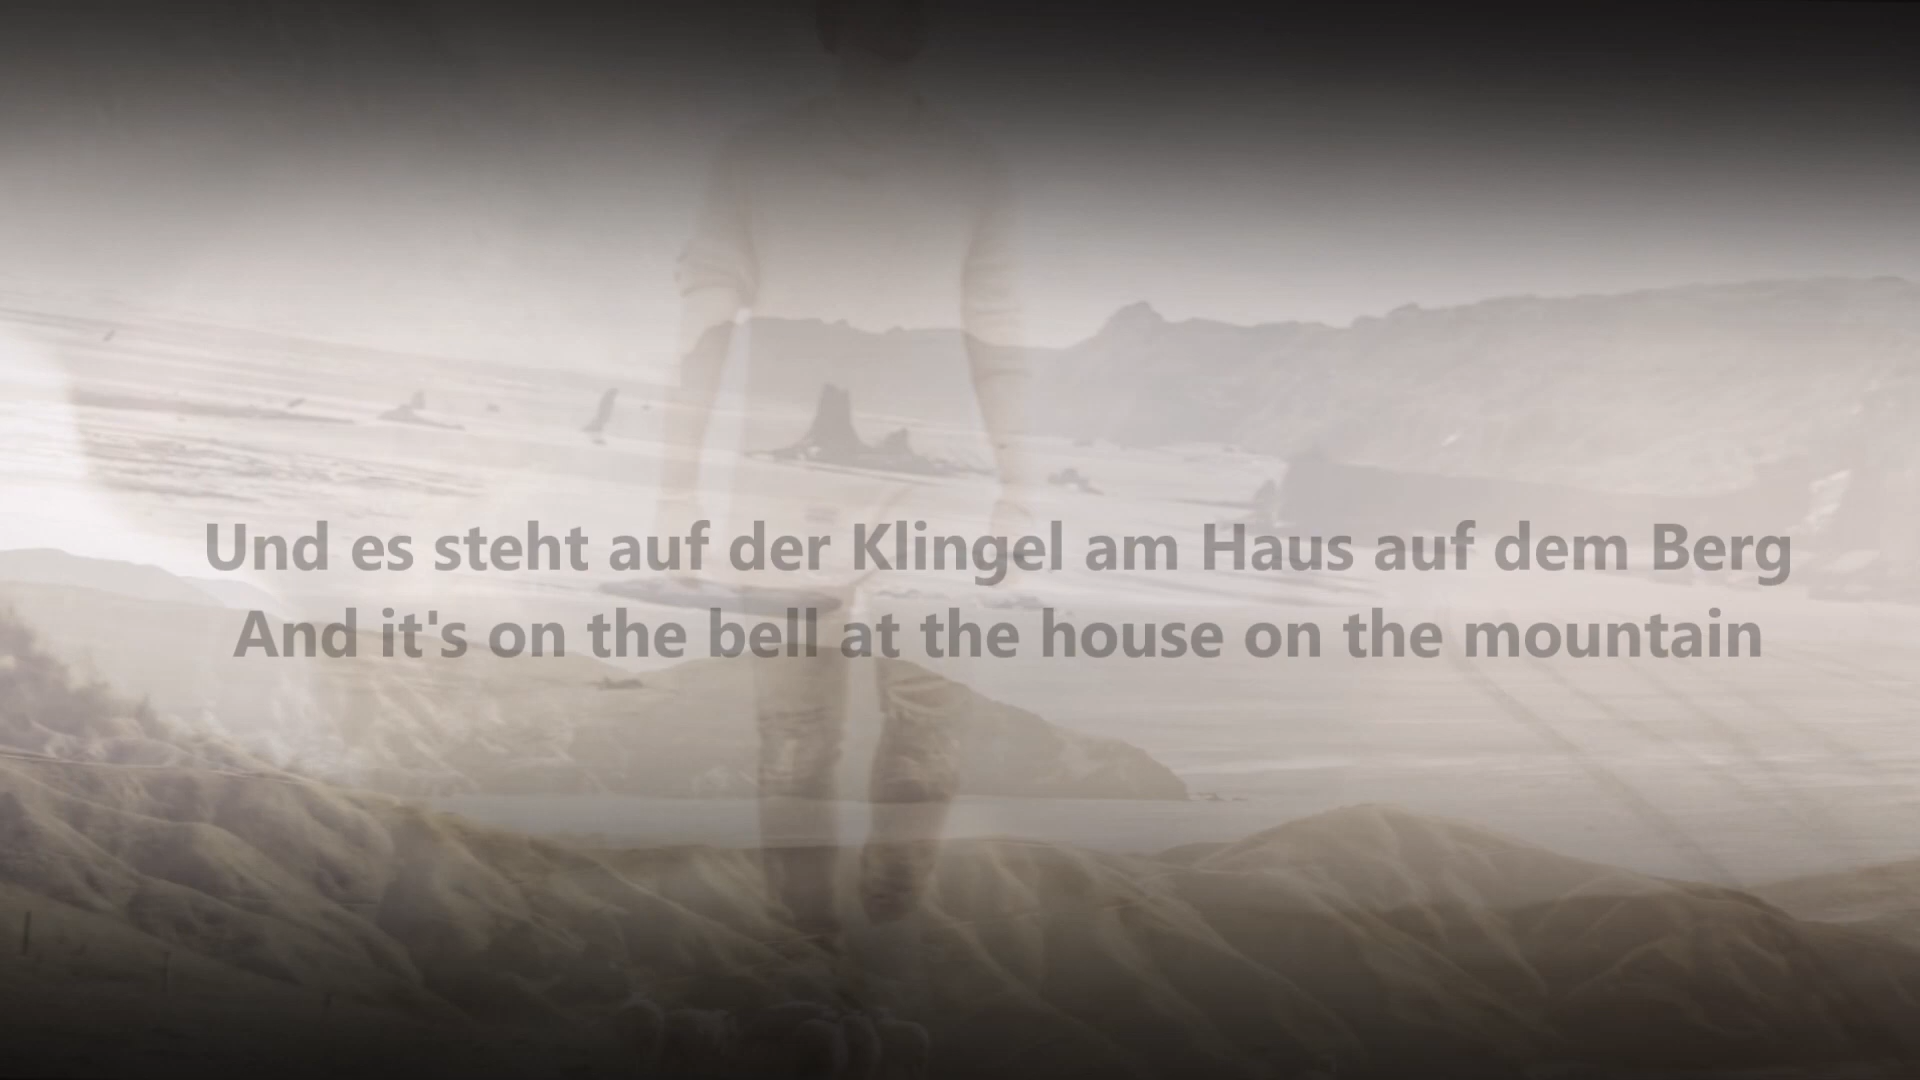 Und es steht auf der Klingel am Haus auf dem Berg
And it's on the bell at the house on the mountain